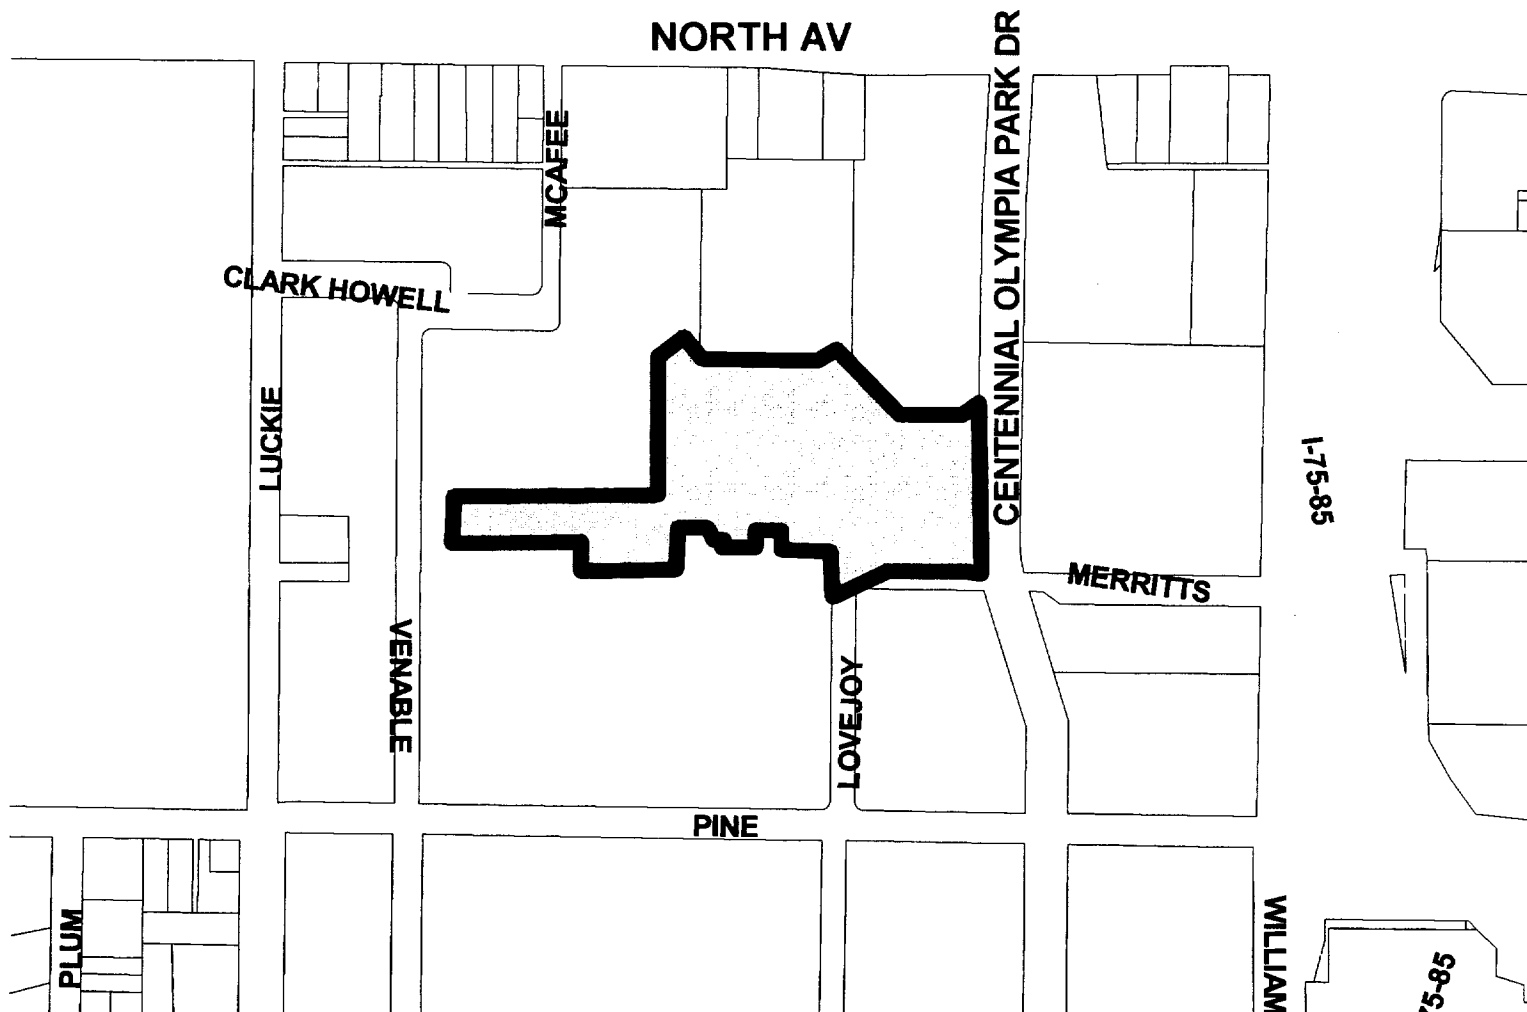 NORTH AV
CENTENNIAL OLYMPIA PARK DR
MCAFEE
CLARK HOWELL
LUCKIE
I-75-85
MERRITTS
VENABLE
LOVEJOY
PINE
PLUM
WILLIAM
75-85